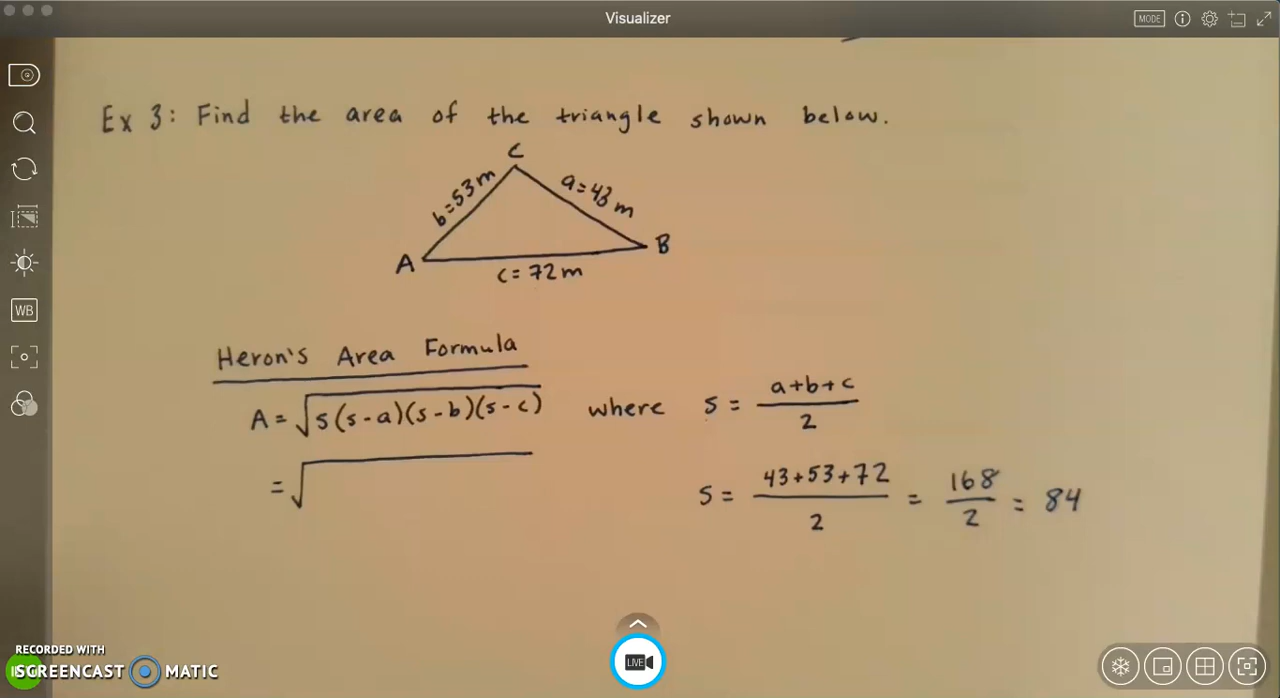 Visualizer
MODE
Ex 3: Find the area of the triangle shown below.
C
b=53m
a=43m
A
B
c=72m
WB
Heron's Area Formula
A=√s(s-a)(s-b)(s-c) where s = a+b+c/2
=√
s = 43+53+72/2 = 168/2 = 84
RECORDED WITH
SCREENCAST MATIC
LIVE